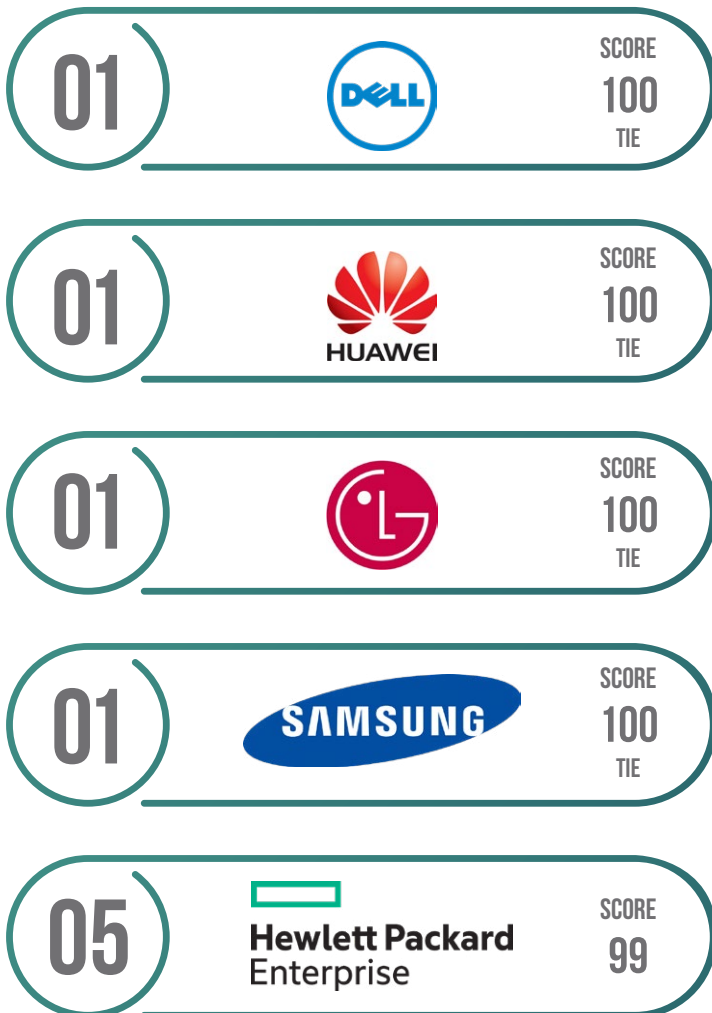 01
DELL
SCORE
100
TIE
01
HUAWEI
SCORE
100
TIE
01
LG
SCORE
100
TIE
01
SAMSUNG
SCORE
100
TIE
05
Hewlett Packard
Enterprise
SCORE
99